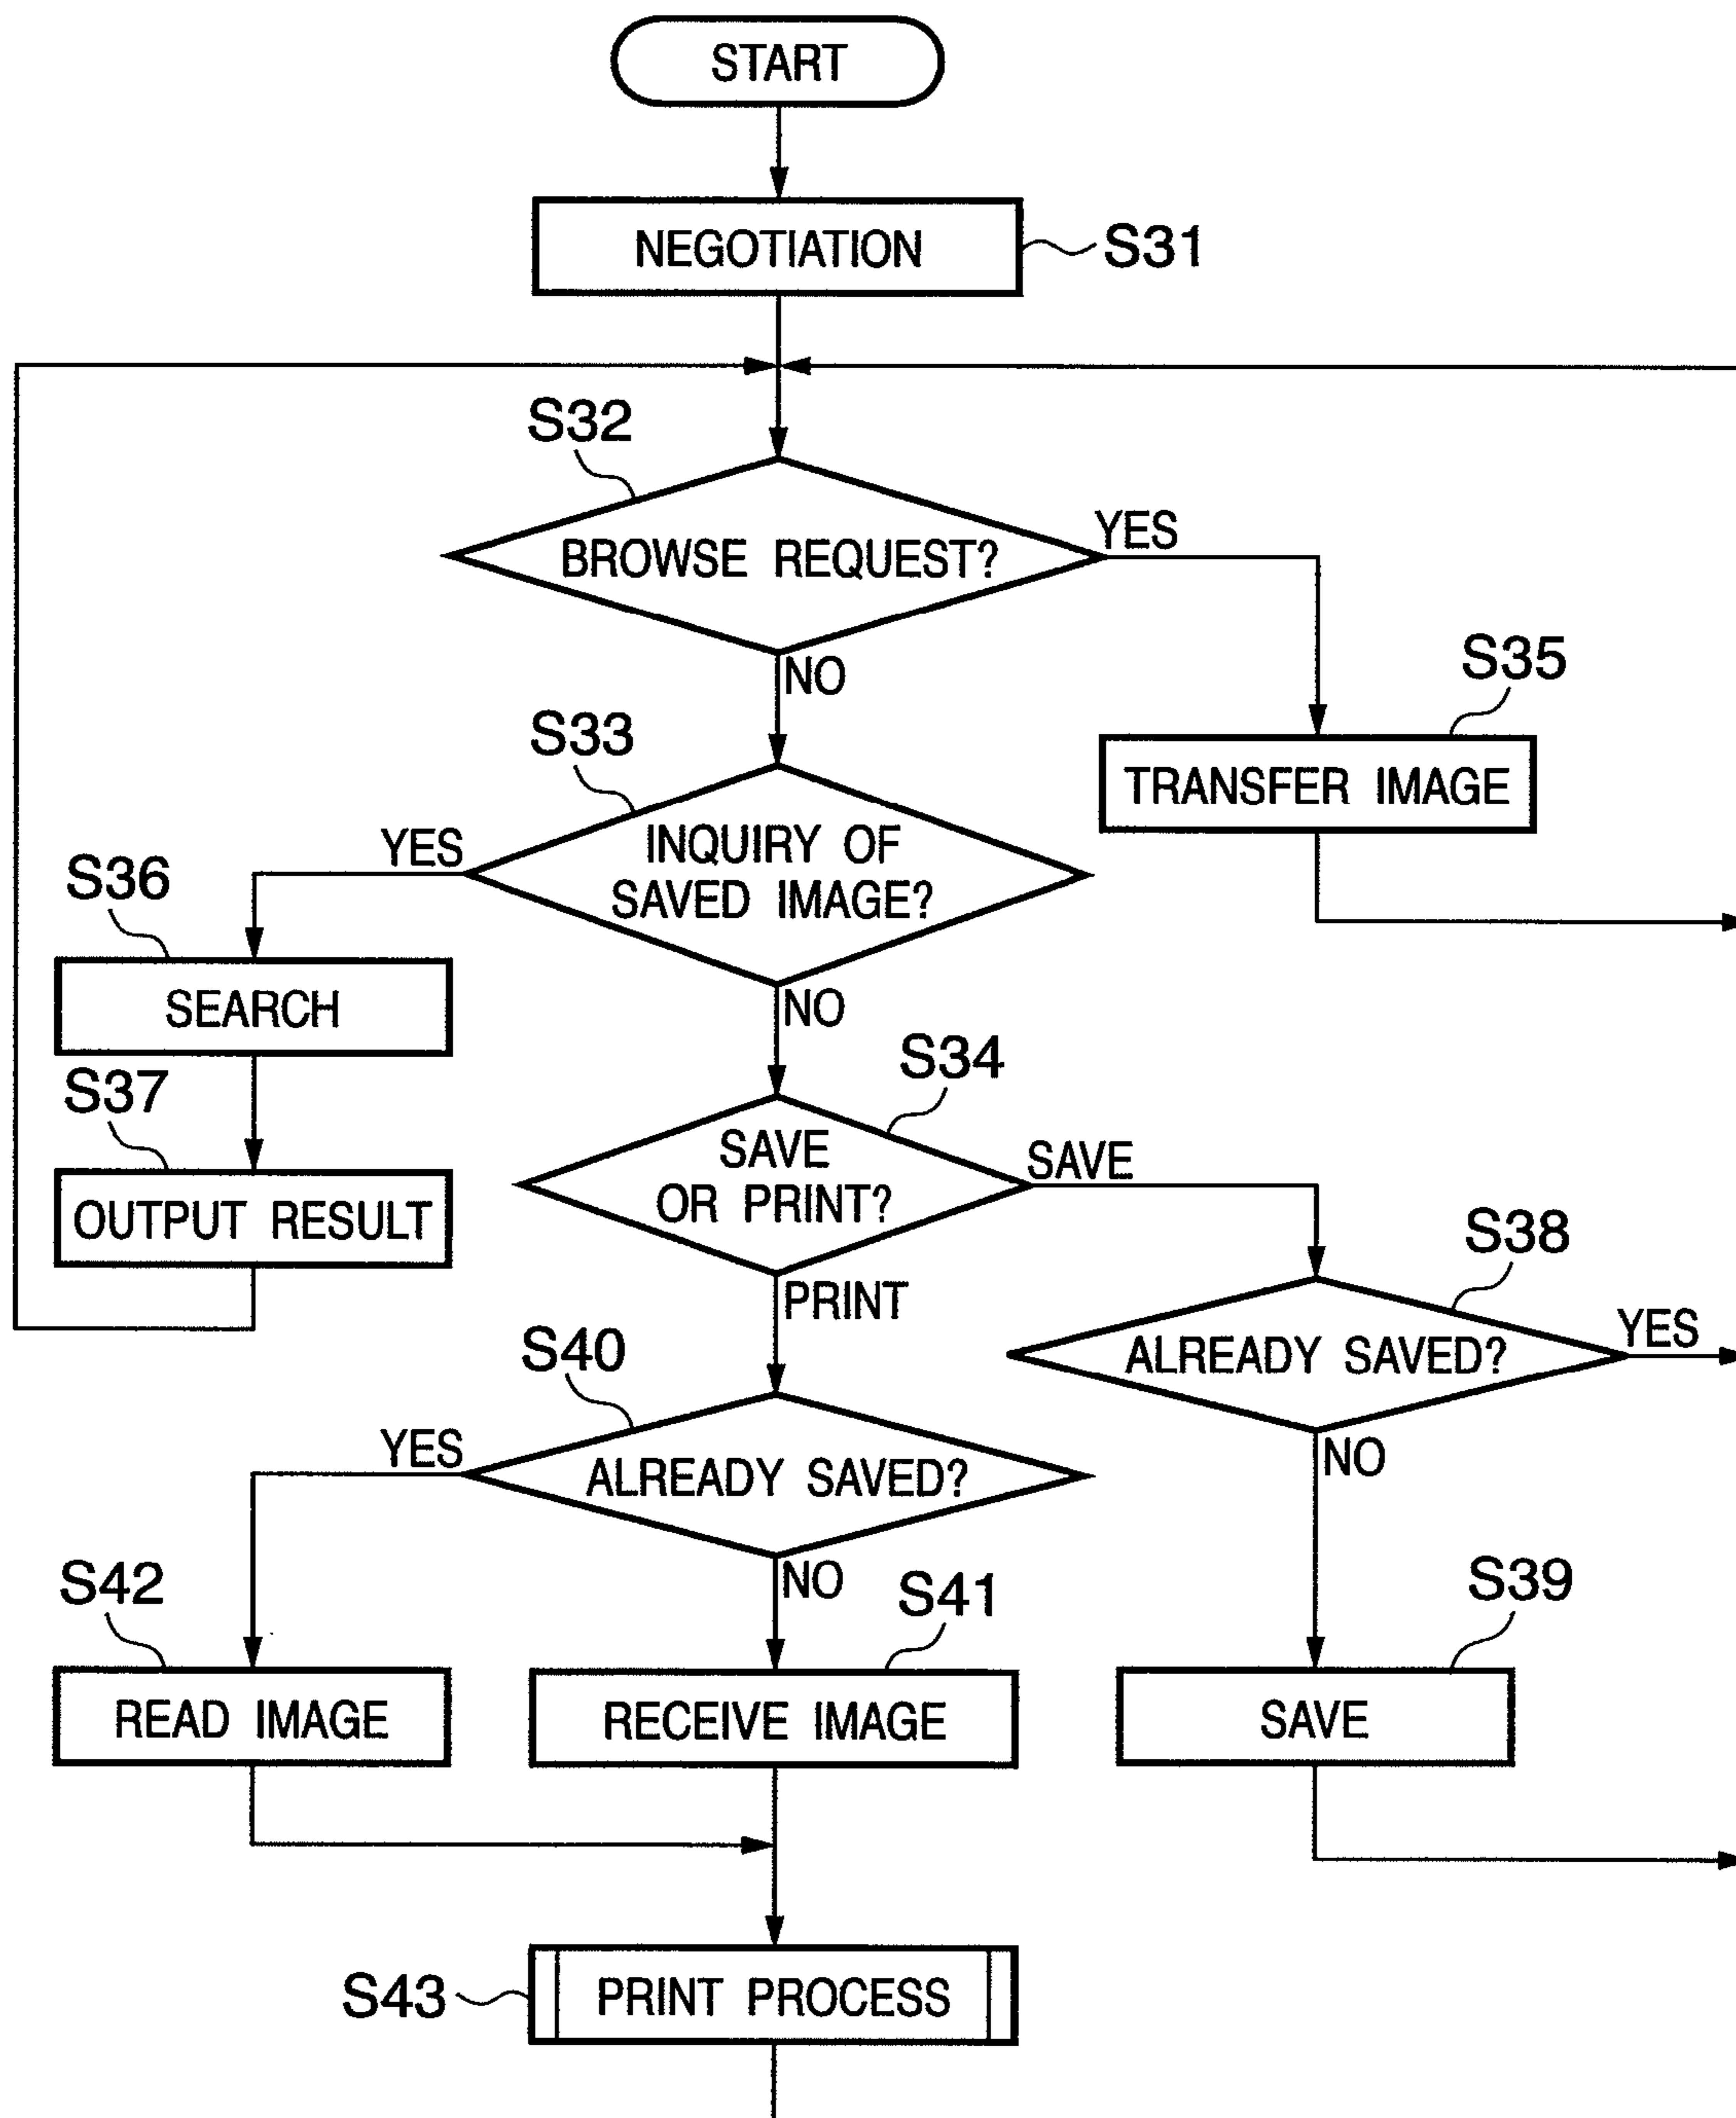 START
NEGOTIATION
S31
S32
BROWSE REQUEST?
YES
NO
S35
TRANSFER IMAGE
S33
INQUIRY OF
SAVED IMAGE?
YES
NO
S36
SEARCH
S37
OUTPUT RESULT
S34
SAVE
OR PRINT?
SAVE
PRINT
S38
ALREADY SAVED?
YES
NO
S40
ALREADY SAVED?
YES
NO
S42
READ IMAGE
S41
RECEIVE IMAGE
S39
SAVE
S43
PRINT PROCESS